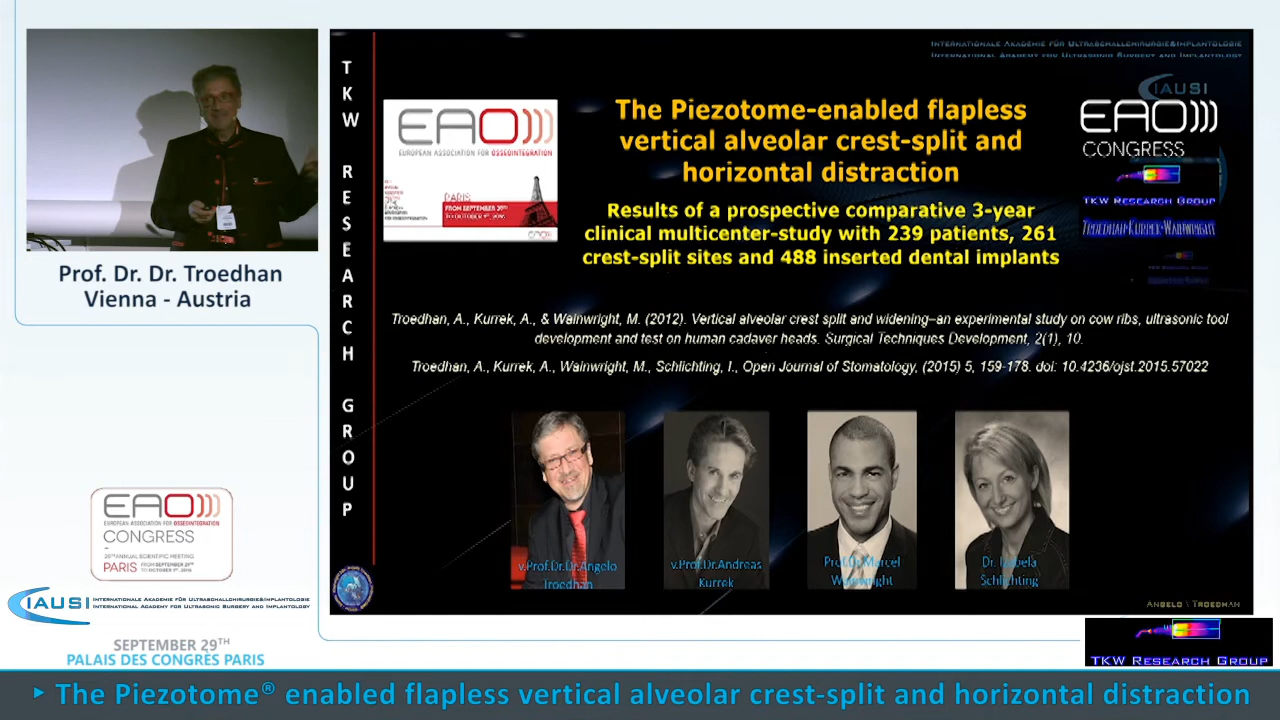 Prof. Dr. Dr. Troedhan
Vienna - Austria
EAO
EUROPEAN ASSOCIATION FOR OSSEOINTEGRATION
CONGRESS
ANNUAL SCIENTIFIC MEETING
PARIS
FROM SEPTEMBER 29TH
TO OCTOBER 1ST, 2016
IAUSI
INTERNATIONALE AKADEMIE FÜR ULTRASCHALLCHIRURGIE&IMPLANTOLOGIE
INTERNATIONAL ACADEMY FOR ULTRASONIC SURGERY AND IMPLANTOLOGY
SEPTEMBER 29TH
PALAIS DES CONGRÈS PARIS
TKW RESEARCH GROUP
INTERNATIONALE AKADEMIE FÜR ULTRASCHALLCHIRURGIE&IMPLANTOLOGIE
INTERNATIONAL ACADEMY FOR ULTRASONIC SURGERY AND IMPLANTOLOGY
EAO
EUROPEAN ASSOCIATION FOR OSSEOINTEGRATION
PARIS
FROM SEPTEMBER 29TH
TO OCTOBER 1ST, 2016
The Piezotome-enabled flapless
vertical alveolar crest-split and
horizontal distraction
Results of a prospective comparative 3-year
clinical multicenter-study with 239 patients, 261
crest-split sites and 488 inserted dental implants
IAUSI
EAO
CONGRESS
TKW RESEARCH GROUP
TROEDHAN-KURREK-WAINWRIGHT
Troedhan, A., Kurrek, A., & Wainwright, M. (2012). Vertical alveolar crest split and widening–an experimental study on cow ribs, ultrasonic tool
development and test on human cadaver heads. Surgical Techniques Development, 2(1), 10.
Troedhan, A., Kurrek, A., Wainwright, M., Schlichting, I., Open Journal of Stomatology, (2015) 5, 159-178. doi: 10.4236/ojst.2015.57022
v.Prof.Dr.Dr.Angelo
Troedhan
v.Prof.Dr.Andreas
Kurrek
Marcel
Wainwright
Dr.
Schlichting
ANGELO \ TROEDHAN
TKW RESEARCH GROUP
The Piezotome® enabled flapless vertical alveolar crest-split and horizontal distraction